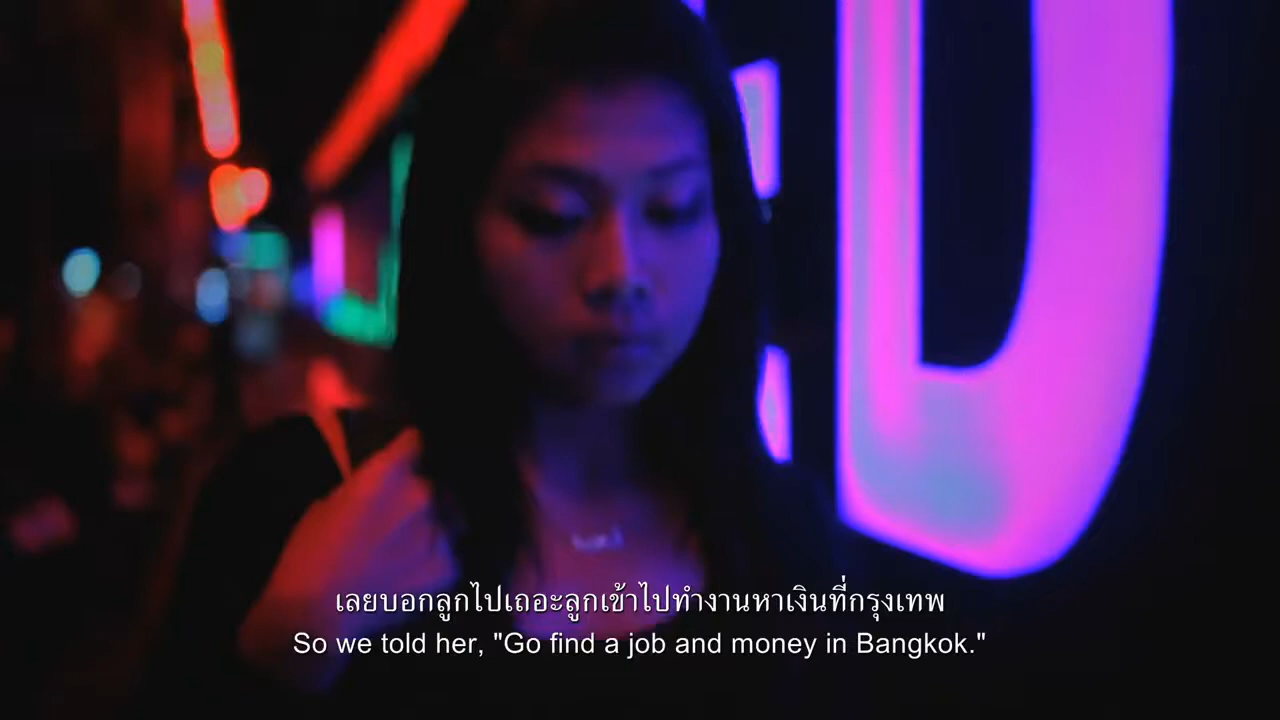 D
เลยบอกลูกไปเถอะลูกเข้าไปทำงานหาเงินที่กรุงเทพ
So we told her, "Go find a job and money in Bangkok."